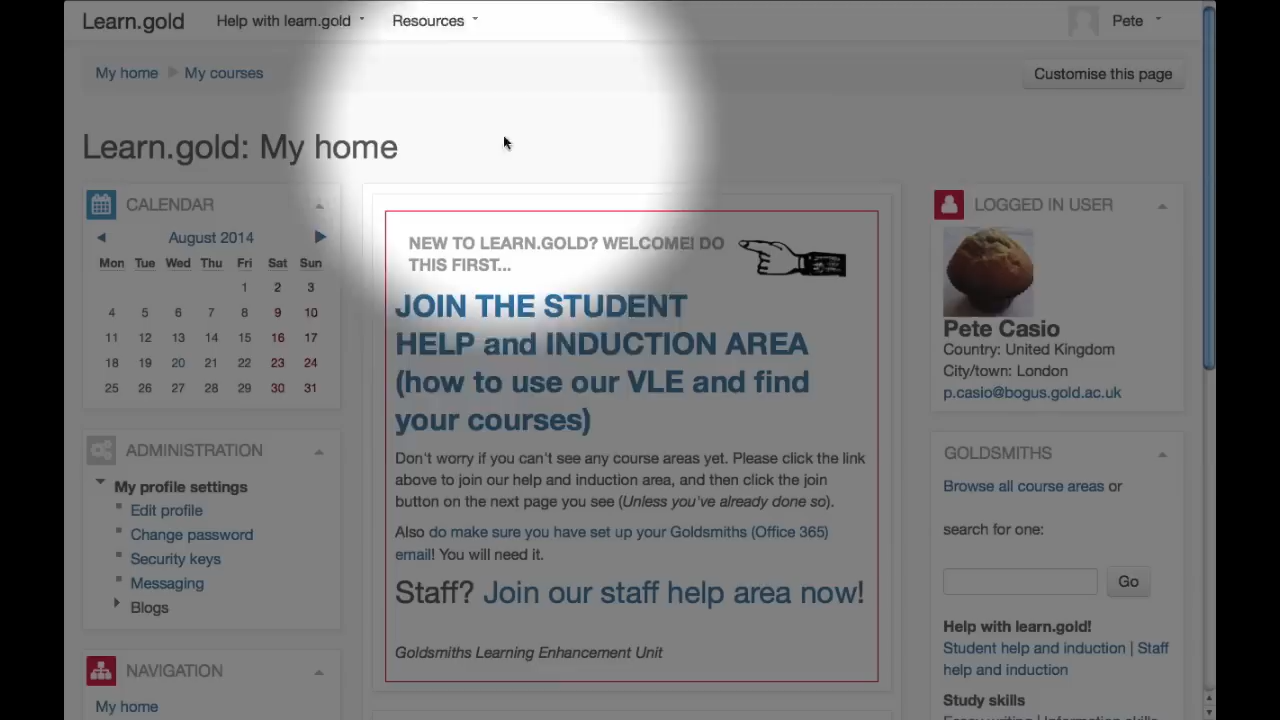 Learn.gold Help with learn.gold Resources Pete
My home My courses Customise this page
Learn.gold: My home
CALENDAR
August 2014
Mon Tue Wed Thu Fri Sat Sun
1 2 3
4 5 6 7 8 9 10
11 12 13 14 15 16 17
18 19 20 21 22 23 24
25 26 27 28 29 30 31
ADMINISTRATION
My profile settings
Edit profile
Change password
Security keys
Messaging
Blogs
NAVIGATION
My home
NEW TO LEARN.GOLD? WELCOME! DO
THIS FIRST...
JOIN THE STUDENT
HELP and INDUCTION AREA
(how to use our VLE and find
your courses)
Don't worry if you can't see any course areas yet. Please click the link
above to join our help and induction area, and then click the join
button on the next page you see (Unless you've already done so).
Also do make sure you have set up your Goldsmiths (Office 365)
email! You will need it.
Staff? Join our staff help area now!
Goldsmiths Learning Enhancement Unit
LOGGED IN USER
Pete Casio
Country: United Kingdom
City/town: London
p.casio@bogus.gold.ac.uk
GOLDSMITHS
Browse all course areas or
search for one:
Go
Help with learn.gold!
Student help and induction | Staff
help and induction
Study skills
Essay writing | Information skills